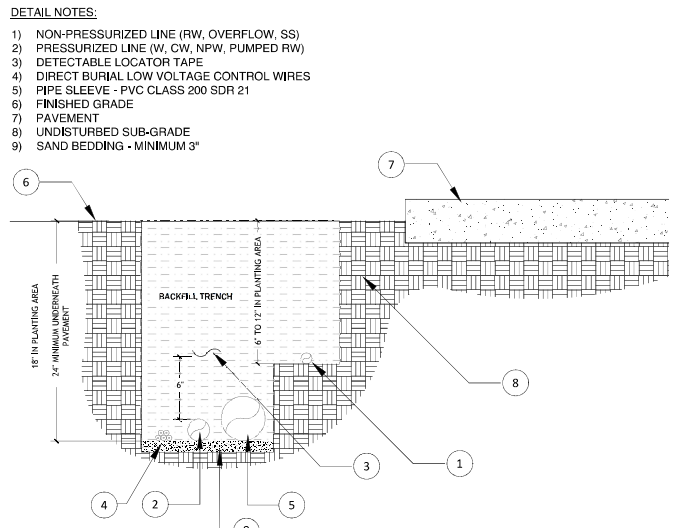 DETAIL NOTES:
1) NON-PRESSURIZED LINE (RW, OVERFLOW, SS)
2) PRESSURIZED LINE (W, CW, NPW, PUMPED RW)
3) DETECTABLE LOCATOR TAPE
4) DIRECT BURIAL LOW VOLTAGE CONTROL WIRES
5) PIPE SLEEVE - PVC CLASS 200 SDR 21
6) FINISHED GRADE
7) PAVEMENT
8) UNDISTURBED SUB-GRADE
9) SAND BEDDING - MINIMUM 3"
7
6
18" IN PLANTING AREA
24" MINIMUM UNDERNEATH
PAVEMENT
BACKFILL TRENCH
6" TO 12" IN PLANTING AREA
6"
8
3
1
4
2
5